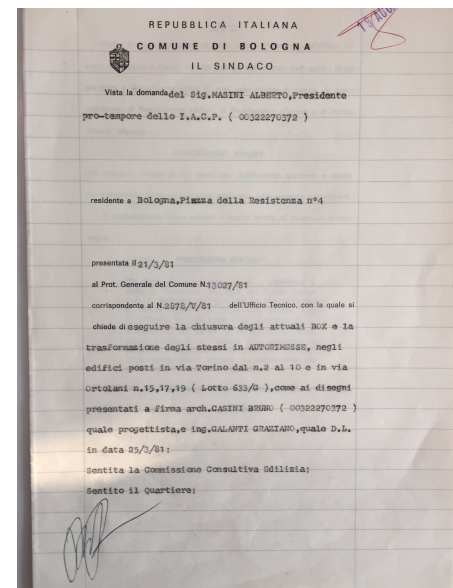 REPUBBLICA ITALIANA
COMUNE DI BOLOGNA
IL SINDACO
Vista la domanda del Sig.MASINI ALBERTO,Presidente
pro-tempore dello I.A.C.P. ( 00322270372 )
residente a Bologna,Piazza della Resistenza n°4
presentata il 21/3/81
al Prot. Generale del Comune N.13027/81
corrispondente al N.2878/V/81 dell'Ufficio Tecnico, con la quale si
chiede di eseguire la chiusura degli attuali BOX e la
trasformazione degli stessi in AUTORIMESSE, negli
edifici posti in via Torino dal n.2 al 10 e in via
Ortolani n.15,17,19 ( Lotto 633/G ),come ai disegni
presentati a firma arch.CASINI BRUNO ( 00322270372 )
quale progettista,e ing.GALANTI GRAZIANO,quale D.L.
in data 25/3/81;
Sentita la Commissione Consultiva Edilizia;
Sentito il Quartiere;